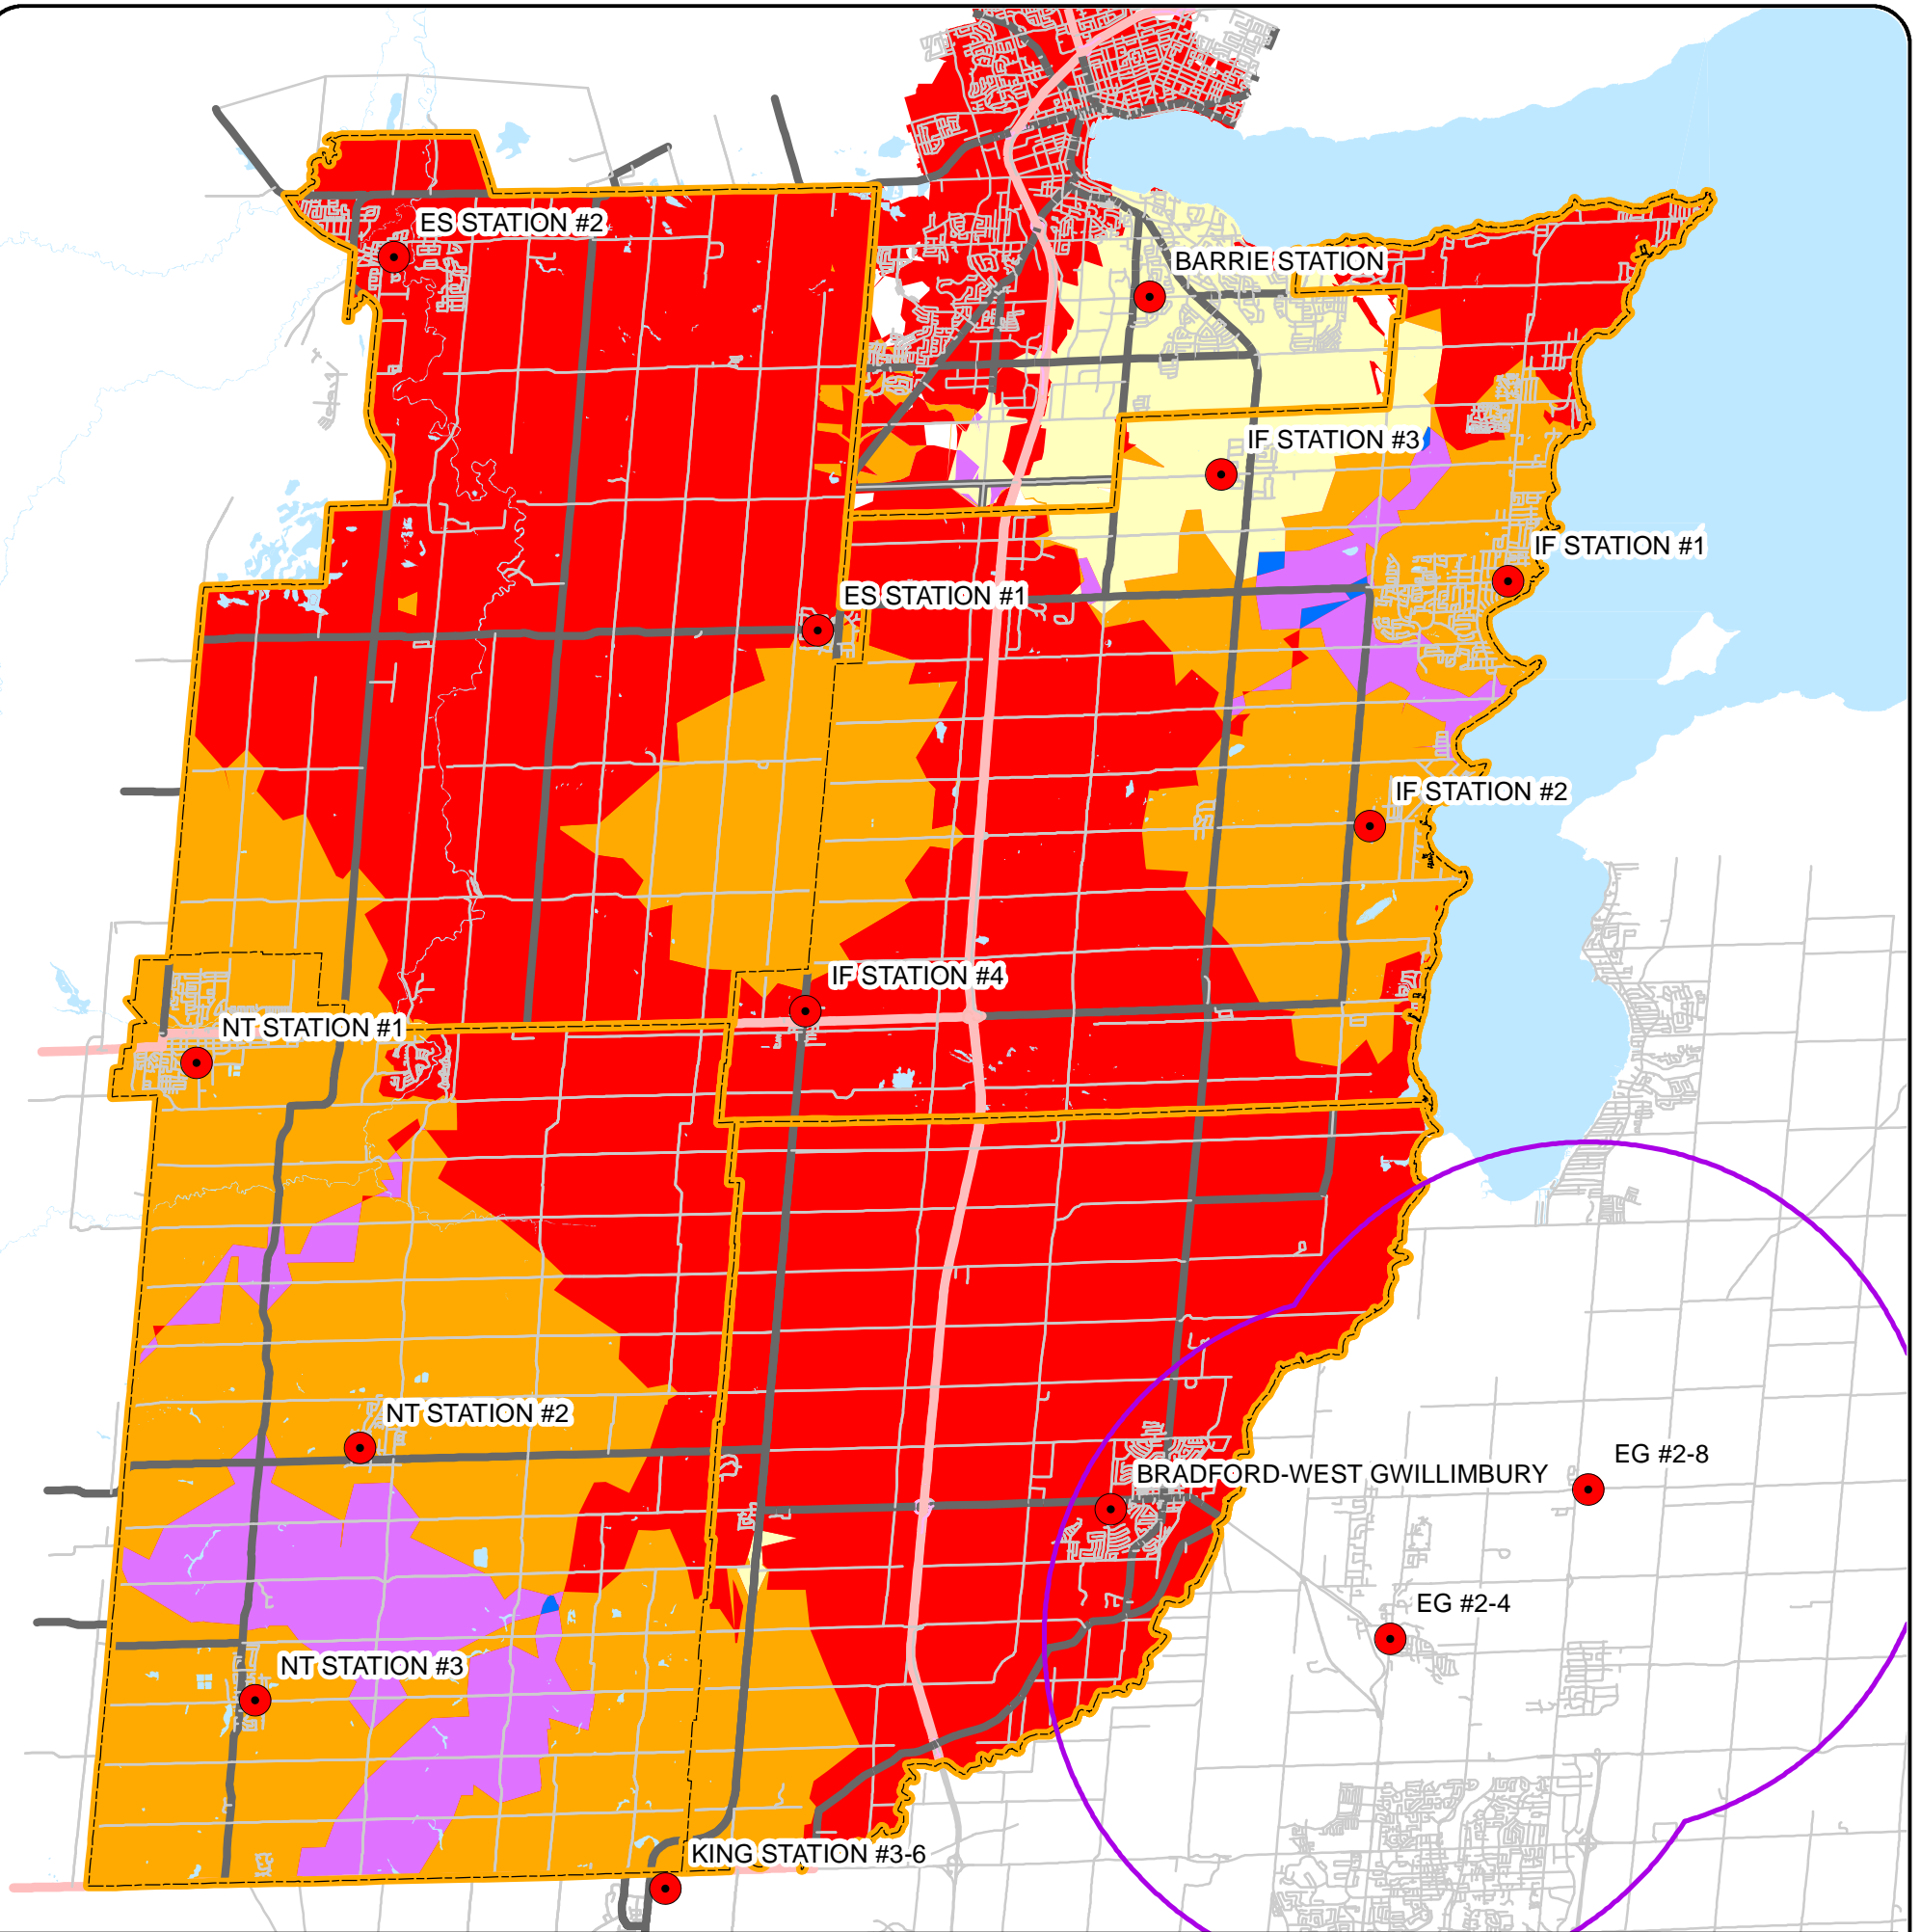 ES STATION #2
BARRIE STATION
IF STATION #3
IF STATION #1
ES STATION #1
IF STATION #2
IF STATION #4
NT STATION #1
NT STATION #2
EG #2-8
BRADFORD-WEST GWILLIMBURY
EG #2-4
NT STATION #3
KING STATION #3-6